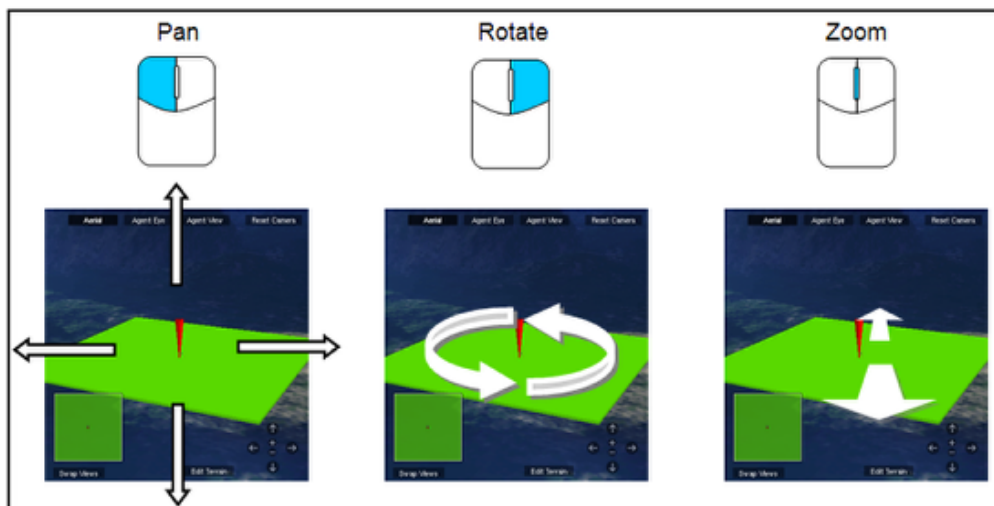 Pan
Rotate
Zoom
Aerial Agent Eye Agent View Reset Camera
Aerial Agent Eye Agent View Reset Camera
Aerial Agent Eye Agent View Reset Camera
Swap Views Edit Terrain
Swap Views Edit Terrain
Swap Views Edit Terrain